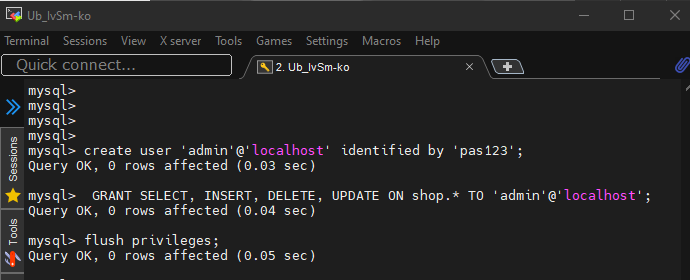 Ub_lvSm-ko
Terminal Sessions View X server Tools Games Settings Macros Help
Quick connect...
2. Ub_lvSm-ko
mysql>
mysql>
mysql>
mysql>
mysql> create user 'admin'@'localhost' identified by 'pas123';
Query OK, 0 rows affected (0.03 sec)
mysql>  GRANT SELECT, INSERT, DELETE, UPDATE ON shop.* TO 'admin'@'localhost';
Query OK, 0 rows affected (0.04 sec)
mysql> flush privileges;
Query OK, 0 rows affected (0.05 sec)
Sessions
Tools